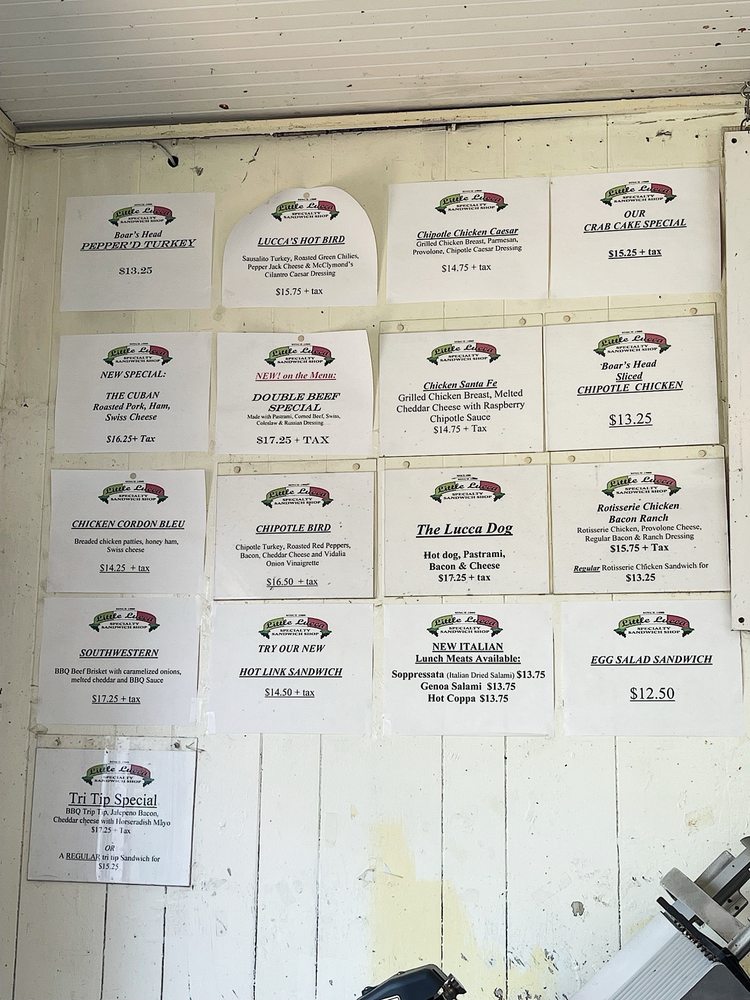 Little Lucca
SPECIALTY
SANDWICH SHOP
Boar's Head
PEPPER'D TURKEY
$13.25
Little Lucca
SPECIALTY
SANDWICH SHOP
LUCCA'S HOT BIRD
Sausalito Turkey, Roasted Green Chilies,
Pepper Jack Cheese & McClymond's
Cilantro Caesar Dressing
$15.75 + tax
Little Lucca
SPECIALTY
SANDWICH SHOP
Chipotle Chicken Caesar
Grilled Chicken Breast, Parmesan,
Provolone, Chipotle Caesar Dressing
$14.75 + tax
Little Lucca
SPECIALTY
SANDWICH SHOP
OUR
CRAB CAKE SPECIAL
$15.25 + tax
Little Lucca
SPECIALTY
SANDWICH SHOP
NEW SPECIAL:
THE CUBAN
Roasted Pork, Ham,
Swiss Cheese
$16.25+ Tax
Little Lucca
SPECIALTY
SANDWICH SHOP
NEW! on the Menu:
DOUBLE BEEF
SPECIAL
Made with Pastrami, Corned Beef, Swiss,
Coleslaw & Russian Dressing
$17.25 + TAX
Little Lucca
SPECIALTY
SANDWICH SHOP
Chicken Santa Fe
Grilled Chicken Breast, Melted
Cheddar Cheese with Raspberry
Chipotle Sauce
$14.75 + Tax
Little Lucca
SPECIALTY
SANDWICH SHOP
Boar's Head
Sliced
CHIPOTLE CHICKEN
$13.25
Little Lucca
SPECIALTY
SANDWICH SHOP
CHICKEN CORDON BLEU
Breaded chicken patties, honey ham,
Swiss cheese
$14.25 + tax
Little Lucca
SPECIALTY
SANDWICH SHOP
CHIPOTLE BIRD
Chipotle Turkey, Roasted Red Peppers,
Bacon, Cheddar Cheese and Vidalia
Onion Vinaigrette
$16.50 + tax
Little Lucca
SPECIALTY
SANDWICH SHOP
The Lucca Dog
Hot dog, Pastrami,
Bacon & Cheese
$17.25 + tax
Little Lucca
SPECIALTY
SANDWICH SHOP
Rotisserie Chicken
Bacon Ranch
Rotisserie Chicken, Provolone Cheese,
Regular Bacon & Ranch Dressing
$15.75 + Tax
Regular Rotisserie Chicken Sandwich for
$13.25
Little Lucca
SPECIALTY
SANDWICH SHOP
SOUTHWESTERN
BBQ Beef Brisket with caramelized onions,
melted cheddar and BBQ Sauce
$17.25 + tax
Little Lucca
SPECIALTY
SANDWICH SHOP
TRY OUR NEW
HOT LINK SANDWICH
$14.50 + tax
Little Lucca
SPECIALTY
SANDWICH SHOP
NEW ITALIAN
Lunch Meats Available:
Soppressata (Italian Dried Salami) $13.75
Genoa Salami $13.75
Hot Coppa $13.75
Little Lucca
SPECIALTY
SANDWICH SHOP
EGG SALAD SANDWICH
$12.50
Little Lucca
SPECIALTY
SANDWICH SHOP
Tri Tip Special
BBQ Trip Tip, Jalepeno Bacon,
Cheddar cheese with Horseradish Mayo
$17.25 + Tax
OR
A REGULAR tri tip Sandwich for
$15.25